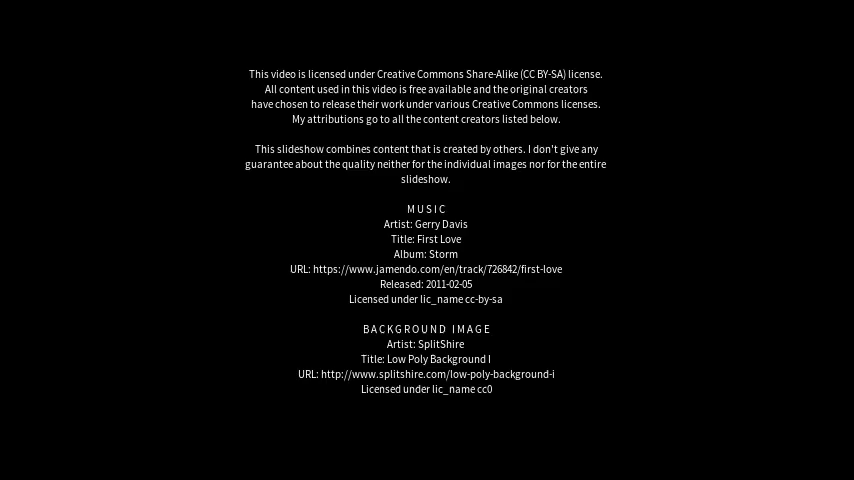 This video is licensed under Creative Commons Share-Alike (CC BY-SA) license.
All content used in this video is free available and the original creators
have chosen to release their work under various Creative Commons licenses.
My attributions go to all the content creators listed below.
This slideshow combines content that is created by others. I don't give any
guarantee about the quality neither for the individual images nor for the entire
slideshow.
MUSIC
Artist: Gerry Davis
Title: First Love
Album: Storm
URL: https://www.jamendo.com/en/track/726842/first-love
Released: 2011-02-05
Licensed under lic_name cc-by-sa
BACKGROUND IMAGE
Artist: SplitShire
Title: Low Poly Background I
URL: http://www.splitshire.com/low-poly-background-i
Licensed under lic_name cc0